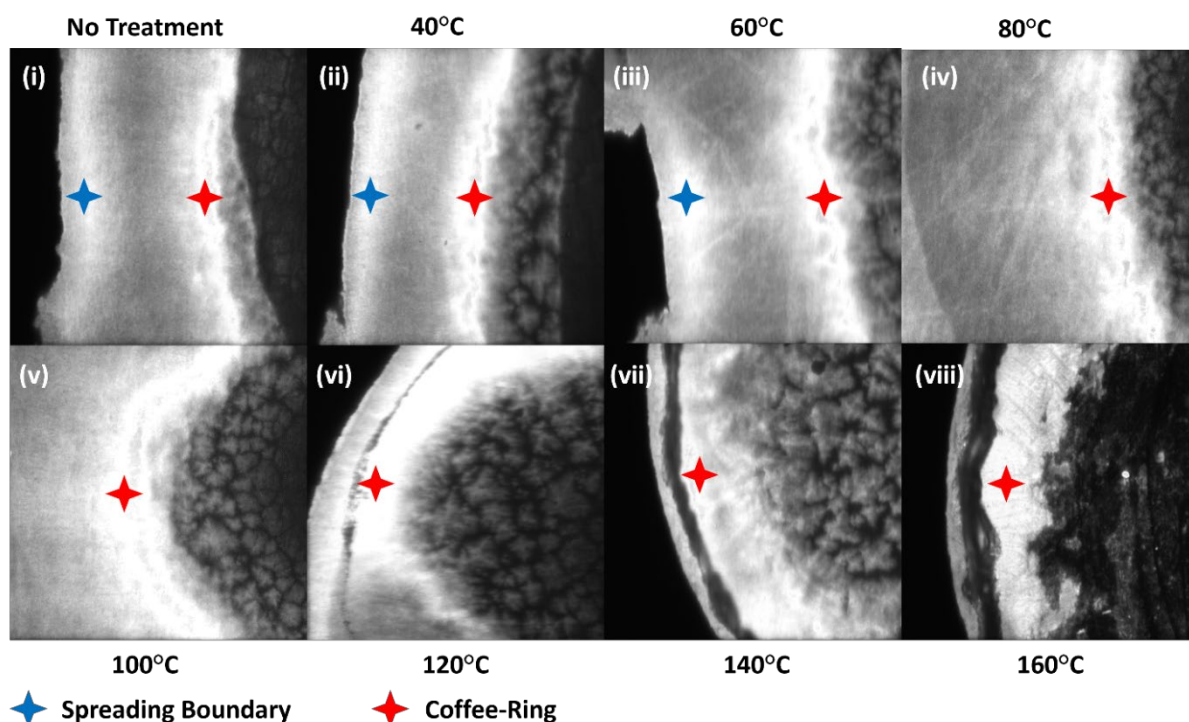 No Treatment 40°C 60°C 80°C
(i) (ii) (iii) (iv)
(v) (vi) (vii) (viii)
100°C 120°C 140°C 160°C
Spreading Boundary Coffee-Ring